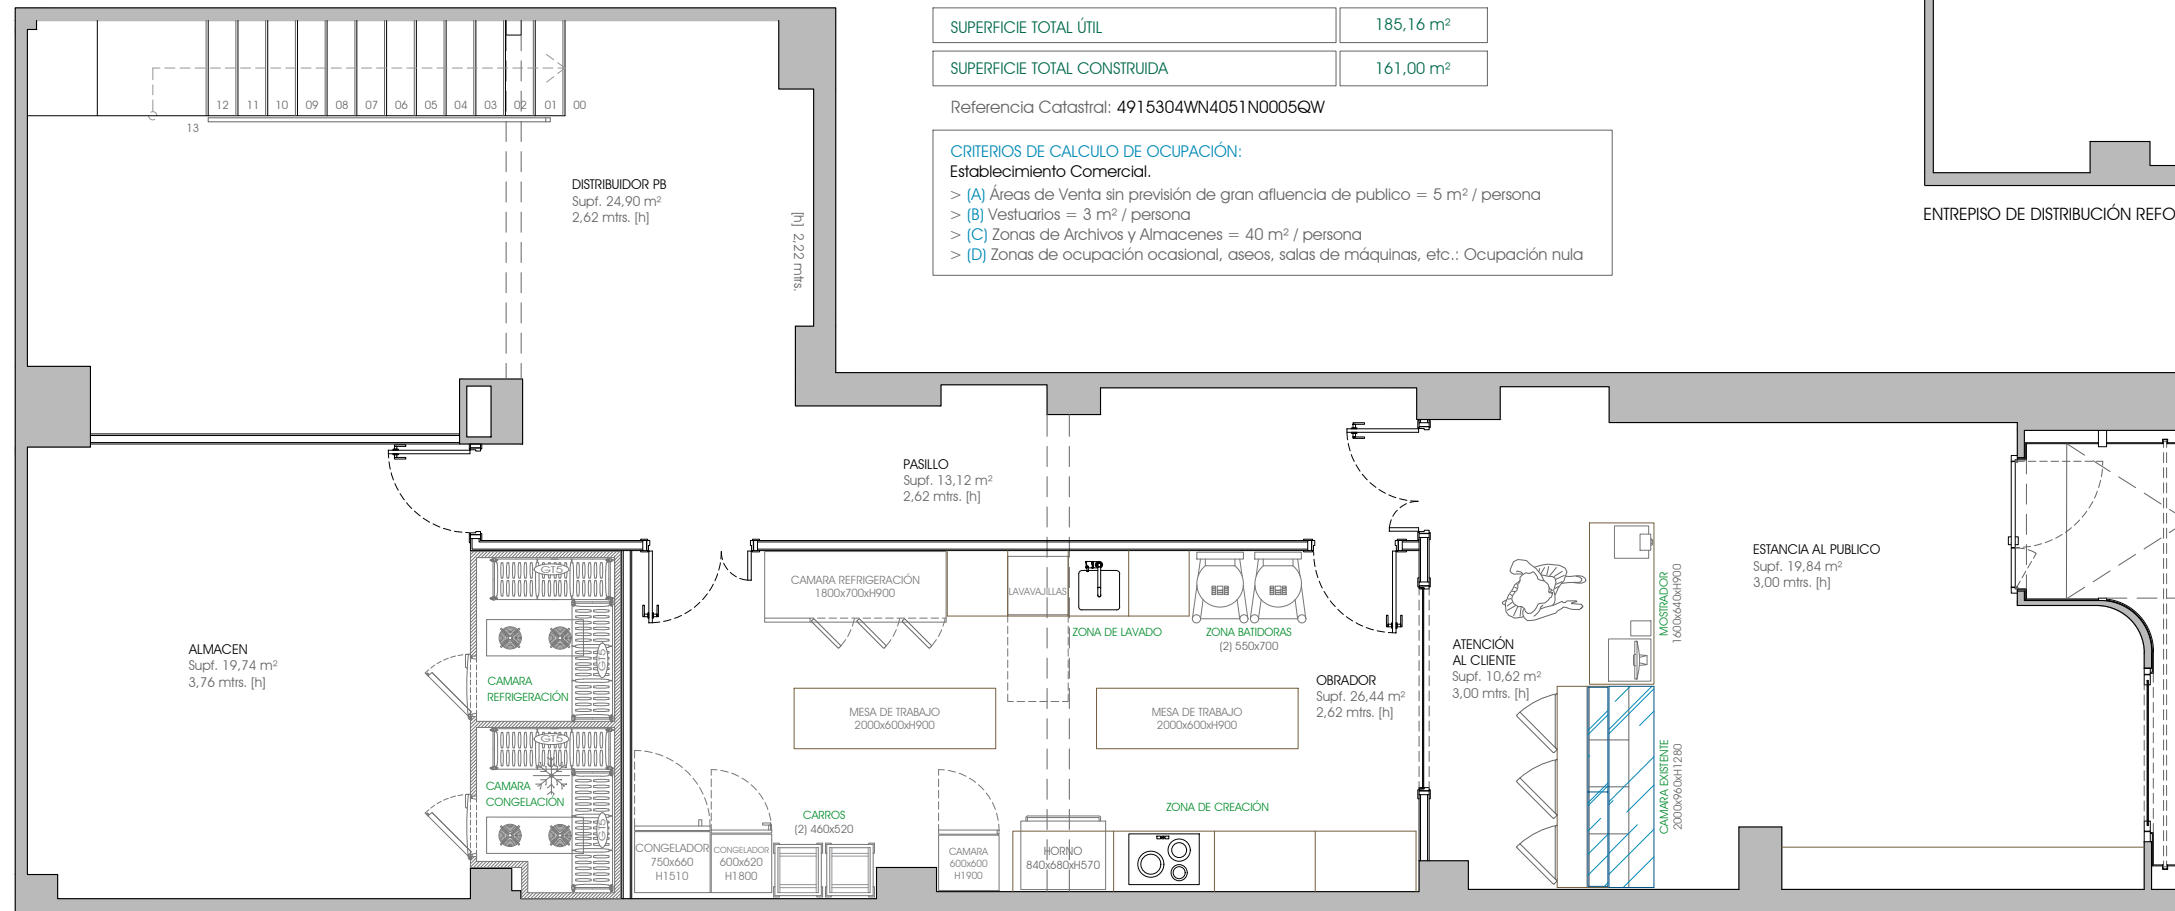 SUPERFICIE TOTAL ÚTIL
185,16 m²
SUPERFICIE TOTAL CONSTRUIDA
161,00 m²
Referencia Catastral: 4915304WN4051N0005QW
CRITERIOS DE CALCULO DE OCUPACIÓN:
Establecimiento Comercial.
> (A) Áreas de Venta sin previsión de gran afluencia de publico = 5 m² / persona
> (B) Vestuarios = 3 m² / persona
> (C) Zonas de Archivos y Almacenes = 40 m² / persona
> (D) Zonas de ocupación ocasional, aseos, salas de máquinas, etc.: Ocupación nula
ENTREPISO DE DISTRIBUCIÓN REFO
13 12 11 10 09 08 07 06 05 04 03 02 01 00
DISTRIBUIDOR PB
Supf. 24,90 m²
2,62 mtrs. [h]
[h] 2,22 mtrs.
PASILLO
Supf. 13,12 m²
2,62 mtrs. [h]
ALMACEN
Supf. 19,74 m²
3,76 mtrs. [h]
GTS
GTS
CAMARA
REFRIGERACIÓN
GTS
CAMARA
CONGELACIÓN
GTS
CAMARA REFRIGERACIÓN
1800x700xH900
LAVAVAJILLAS
ZONA DE LAVADO
ZONA BATIDORAS
(2) 550x700
MESA DE TRABAJO
2000x600xH900
MESA DE TRABAJO
2000x600xH900
OBRADOR
Supf. 26,44 m²
2,62 mtrs. [h]
CONGELADOR
750x660
H1510
CONGELADOR
600x620
H1800
CARROS
(2) 460x520
CAMARA
600x600
H1900
HORNO
840x680xH570
ZONA DE CREACIÓN
ATENCIÓN
AL CLIENTE
Supf. 10,62 m²
3,00 mtrs. [h]
MOSTRADOR
1600x640xH900
CAMARA EXISTENTE
2000x960xH1280
ESTANCIA AL PUBLICO
Supf. 19,84 m²
3,00 mtrs. [h]